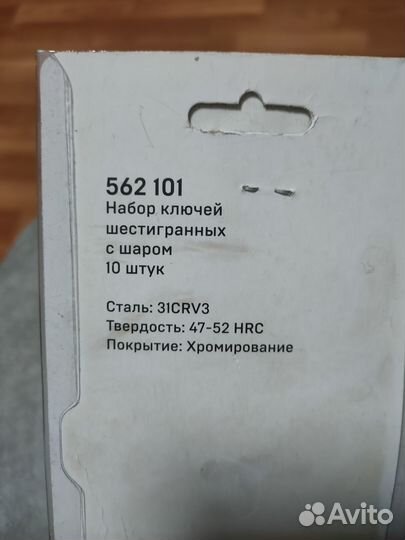 562 101
Набор ключей
шестигранных
с шаром
10 штук
Сталь: 31CRV3
Твердость: 47-52 HRC
Покрытие: Хромирование
Avito